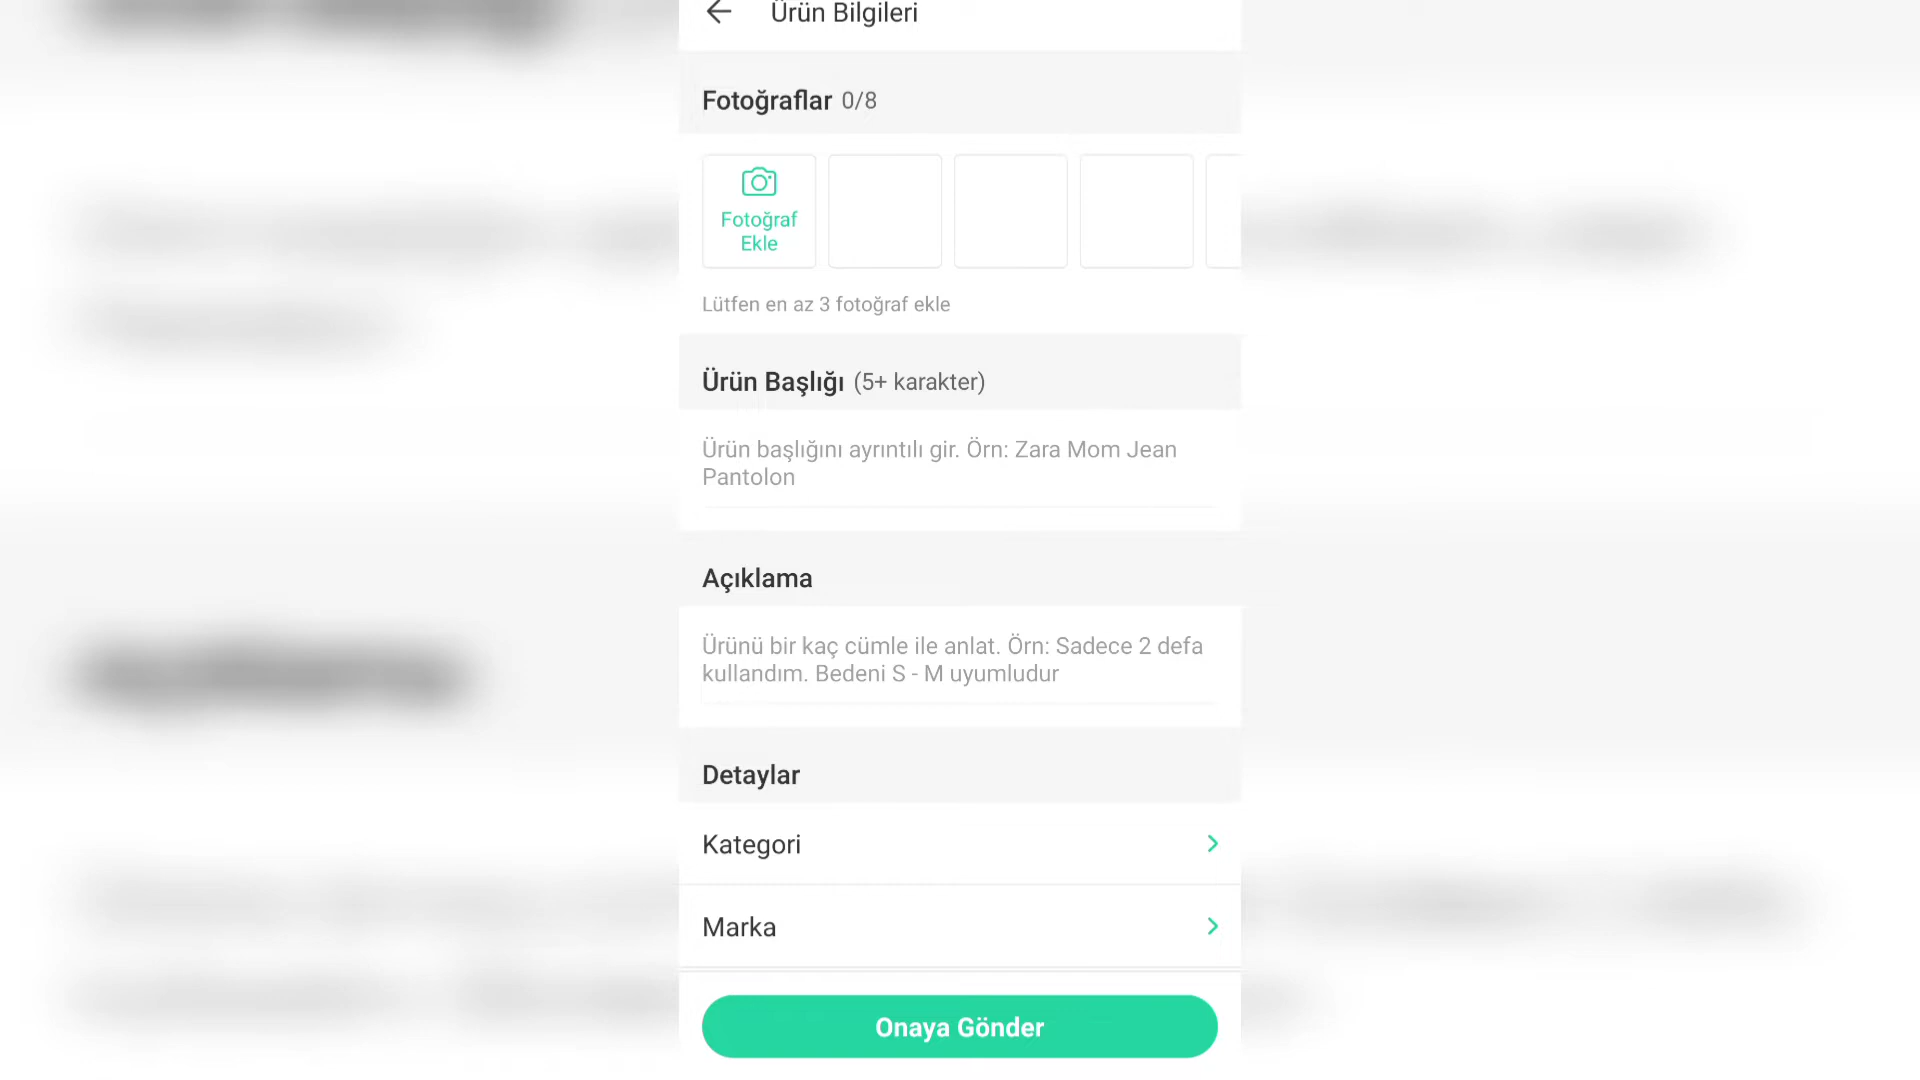 Ürün Bilgileri
Fotoğraflar 0/8
Fotoğraf
Ekle
Lütfen en az 3 fotoğraf ekle
Ürün Başlığı (5+ karakter)
Ürün başlığını ayrıntılı gir. Örn: Zara Mom Jean
Pantolon
Açıklama
Ürünü bir kaç cümle ile anlat. Örn: Sadece 2 defa
kullandım. Bedeni S - M uyumludur
Detaylar
Kategori
Marka
Onaya Gönder